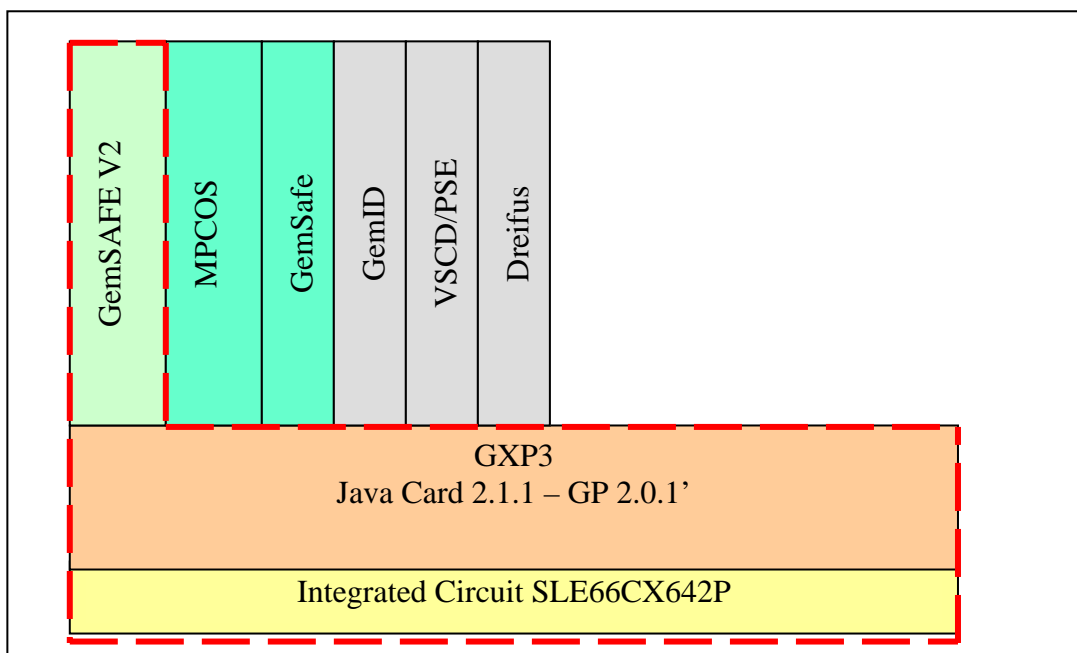 GemSAFE V2
MPCOS
GemSafe
GemID
VSCD/PSE
Dreifus
GXP3
Java Card 2.1.1 – GP 2.0.1’
Integrated Circuit SLE66CX642P